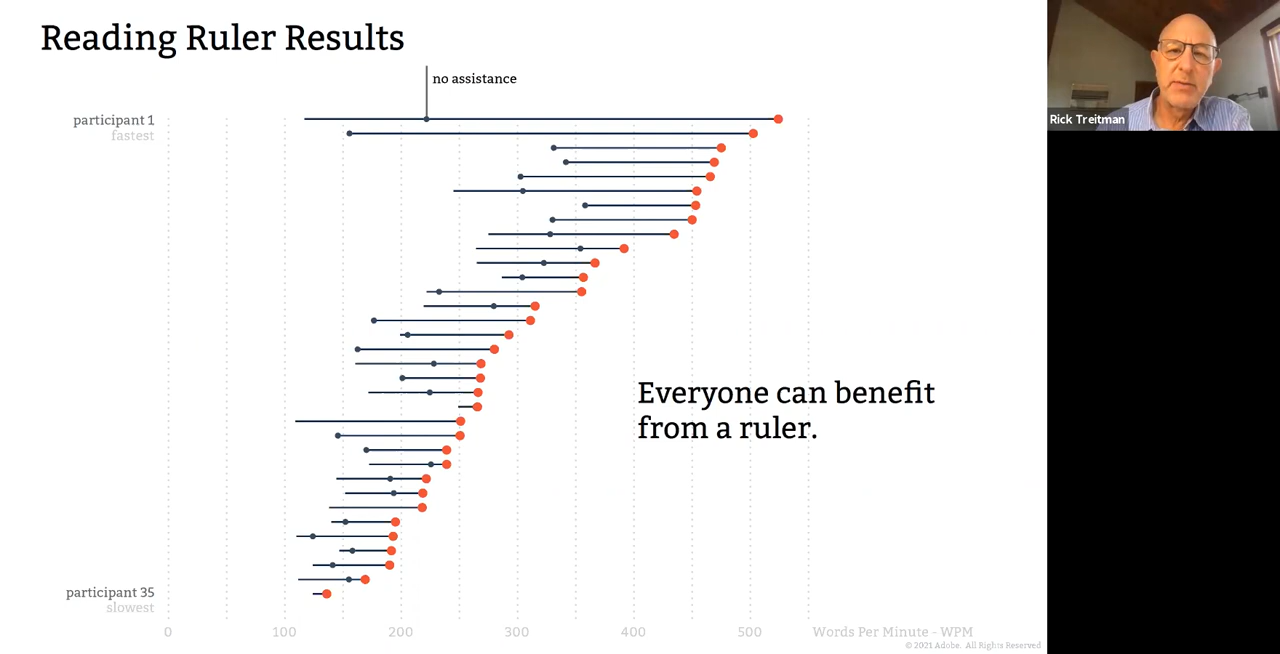 Reading Ruler Results
no assistance
participant 1
fastest
Rick Treitman
Everyone can benefit
from a ruler.
participant 35
slowest
0 100 200 300 400 500 Words Per Minute - WPM
© 2021 Adobe. All Rights Reserved